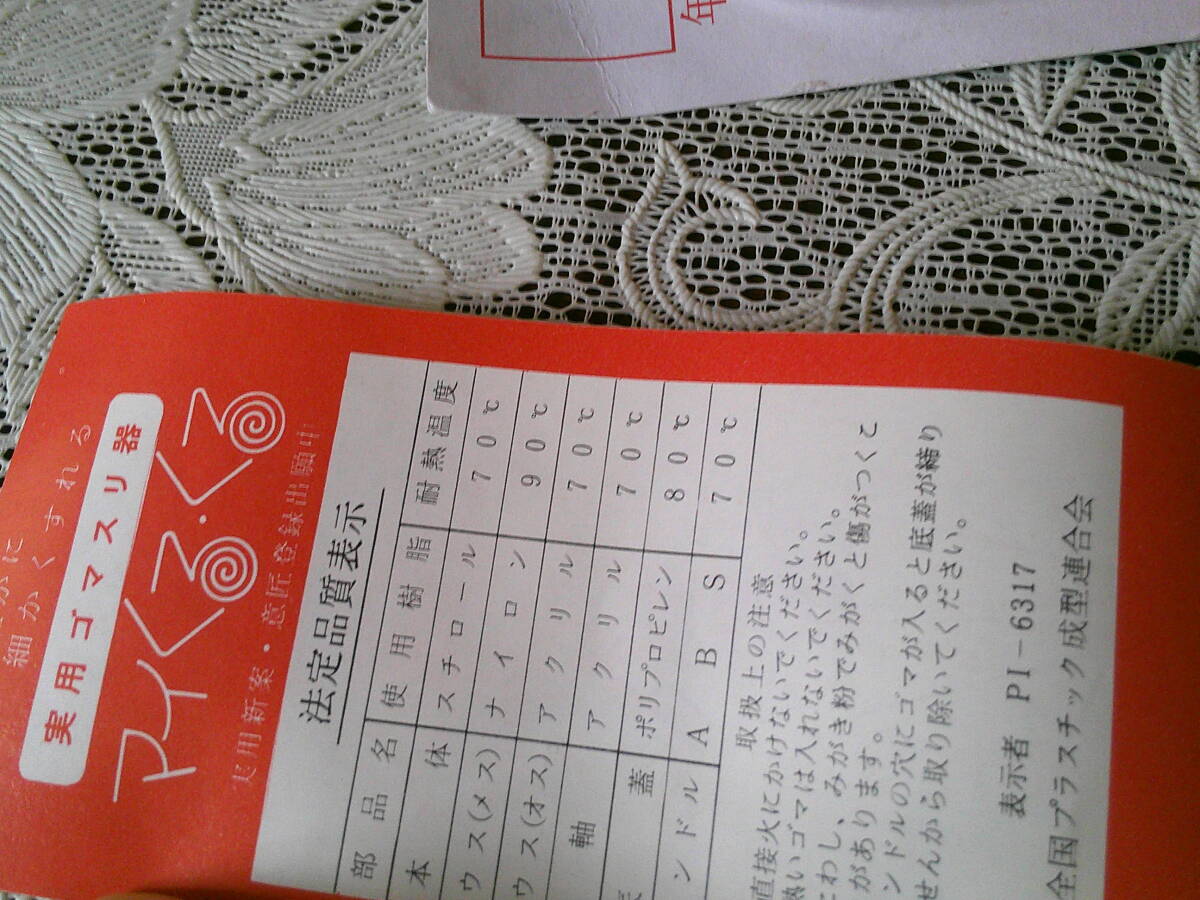 年
かに
細かくすれる
実用ゴマスリ器
マイくる・くる
実用新案・意匠登録出願中
法定品質表示
部品名 使用樹脂 耐熱温度
本体 スチロール 70℃
ウス(メス) ナイロン 90℃
ウス(オス) アクリル 70℃
軸 アクリル 70℃
蓋 ポリプロピレン 80℃
ンドル ABS 70℃
取扱上の注意
直接火にかけないでください。
熱いゴマは入れないでください。
わし、みがき粉でみがくと傷がつくこ
があります。
ンドルの穴にゴマが入ると底蓋が締り
せんから取り除いてください。
表示者 PI-6317
全国プラスチック成型連合会